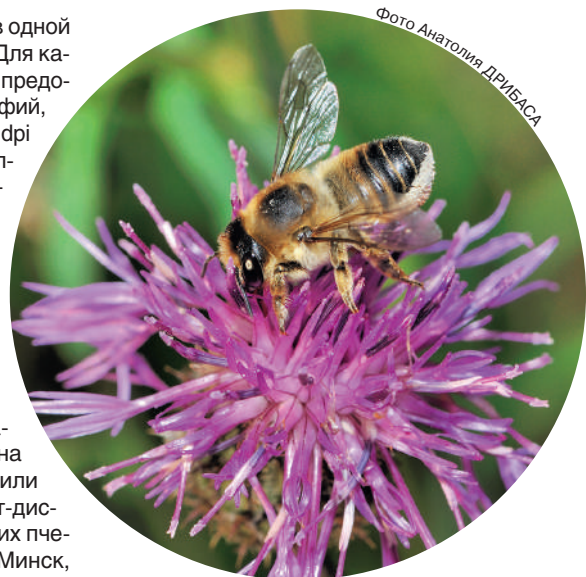 в одной
Для ка-
предо-
фий,
dpi
на
или
т-дис-
их пче-
Минск,
Фото Анатолия ДРИБАСА